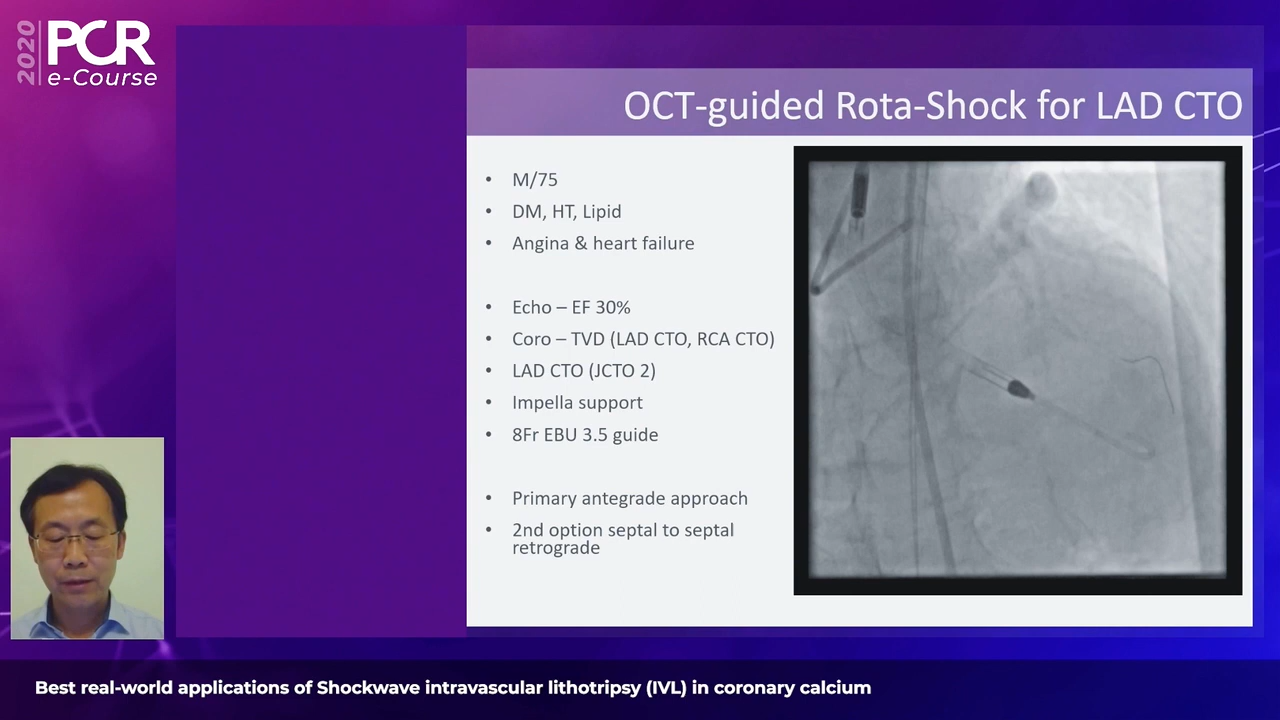 2020
PCR
e-Course
OCT-guided Rota-Shock for LAD CTO
• M/75
• DM, HT, Lipid
• Angina & heart failure
• Echo – EF 30%
• Coro – TVD (LAD CTO, RCA CTO)
• LAD CTO (JCTO 2)
• Impella support
• 8Fr EBU 3.5 guide
• Primary antegrade approach
• 2nd option septal to septal
retrograde
Best real-world applications of Shockwave intravascular lithotripsy (IVL) in coronary calcium